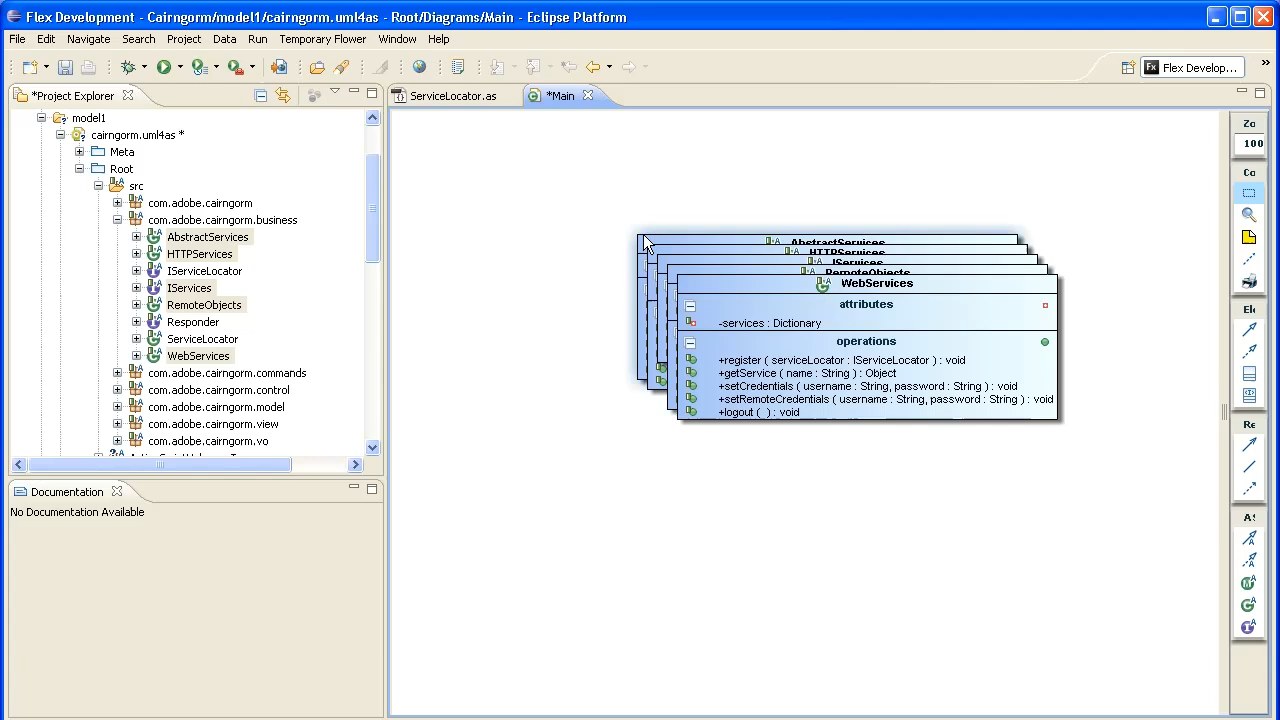 Flex Development - Cairngorm/model1/cairngorm.uml4as - Root/Diagrams/Main - Eclipse Platform
File Edit Navigate Search Project Data Run Temporary Flower Window Help
Flex Develop...
*Project Explorer
ServiceLocator.as
*Main
model1
cairngorm.uml4as *
Meta
Root
src
com.adobe.cairngorm
com.adobe.cairngorm.business
AbstractServices
HTTPServices
IServiceLocator
IServices
RemoteObjects
Responder
ServiceLocator
WebServices
com.adobe.cairngorm.commands
com.adobe.cairngorm.control
com.adobe.cairngorm.model
com.adobe.cairngorm.view
com.adobe.cairngorm.vo
Documentation
No Documentation Available
AbstractServices
HTTPServices
IServices
RemoteObjects
WebServices
attributes
-services : Dictionary
operations
+register ( serviceLocator : IServiceLocator ) : void
+getService ( name : String ) : Object
+setCredentials ( username : String, password : String ) : void
+setRemoteCredentials ( username : String, password : String ) : void
+logout ( ) : void
Zo
100
Co
Ele
Re